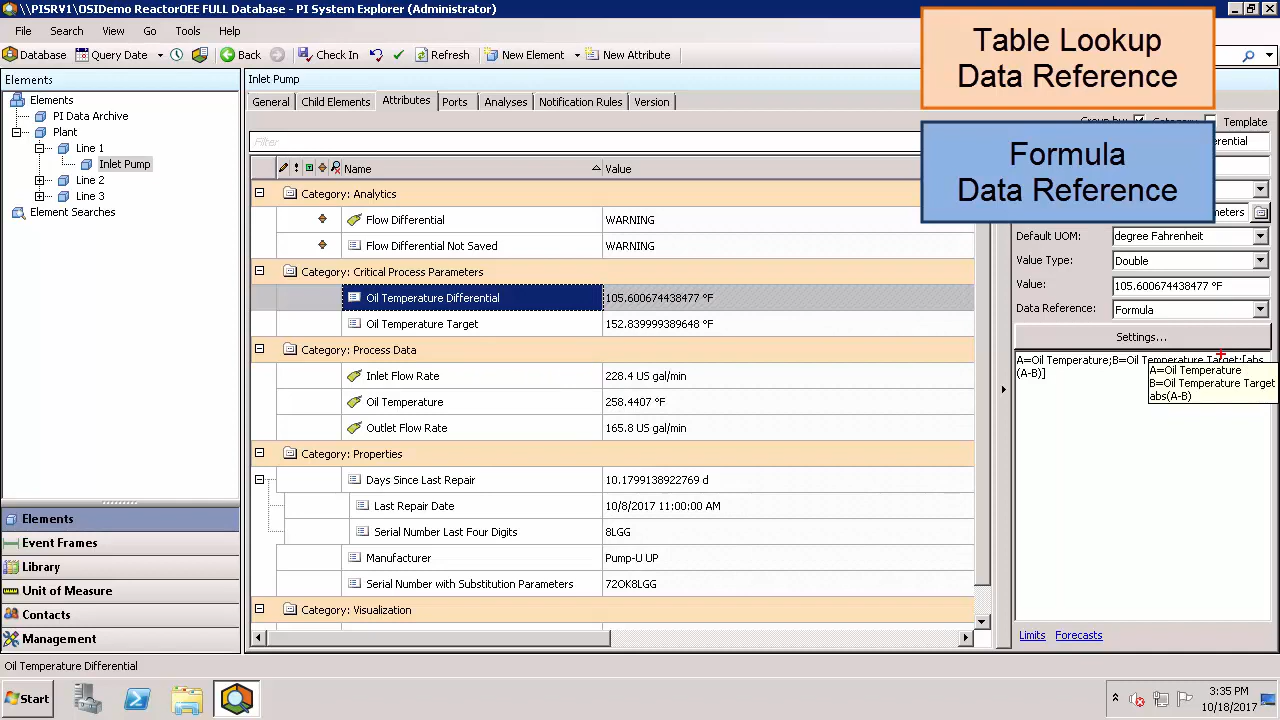 \\PISRV1\OSIDemo ReactorOEE FULL Database - PI System Explorer (Administrator)
File Search View Go Tools Help
Database Query Date Back Check In Refresh New Element New Attribute
Table Lookup
Data Reference
Formula
Data Reference
Elements
Elements
PI Data Archive
Plant
Line 1
Inlet Pump
Line 2
Line 3
Element Searches
Elements
Event Frames
Library
Unit of Measure
Contacts
Management
Inlet Pump
General Child Elements Attributes Ports Analyses Notification Rules Version
Filter
Name Value
Category: Analytics
Flow Differential WARNING
Flow Differential Not Saved WARNING
Category: Critical Process Parameters
Oil Temperature Differential 105.600674438477 °F
Oil Temperature Target 152.839999389648 °F
Category: Process Data
Inlet Flow Rate 228.4 US gal/min
Oil Temperature 258.4407 °F
Outlet Flow Rate 165.8 US gal/min
Category: Properties
Days Since Last Repair 10.1799138922769 d
Last Repair Date 10/8/2017 11:00:00 AM
Serial Number Last Four Digits 8LGG
Manufacturer Pump-U UP
Serial Number with Substitution Parameters 72OK8LGG
Category: Visualization
Template
Default UOM: degree Fahrenheit
Value Type: Double
Value: 105.600674438477 °F
Data Reference: Formula
Settings...
A=Oil Temperature;B=Oil Temperature Target;[abs
(A-B)]
A=Oil Temperature
B=Oil Temperature Target
abs(A-B)
Limits Forecasts
Oil Temperature Differential
Start
3:35 PM
10/18/2017